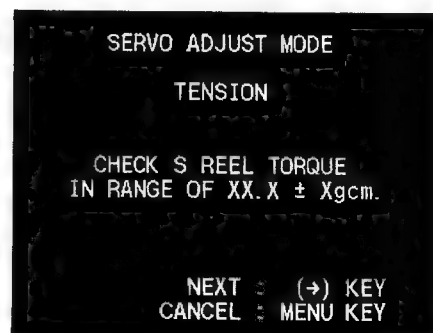 SERVO ADJUST MODE
TENSION
CHECK S REEL TORQUE
IN RANGE OF XX.X ± Xgcm.
NEXT : (→) KEY
CANCEL : MENU KEY